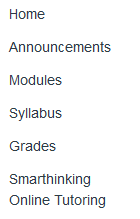 Home
Announcements
Modules
Syllabus
Grades
Smarthinking
Online Tutoring